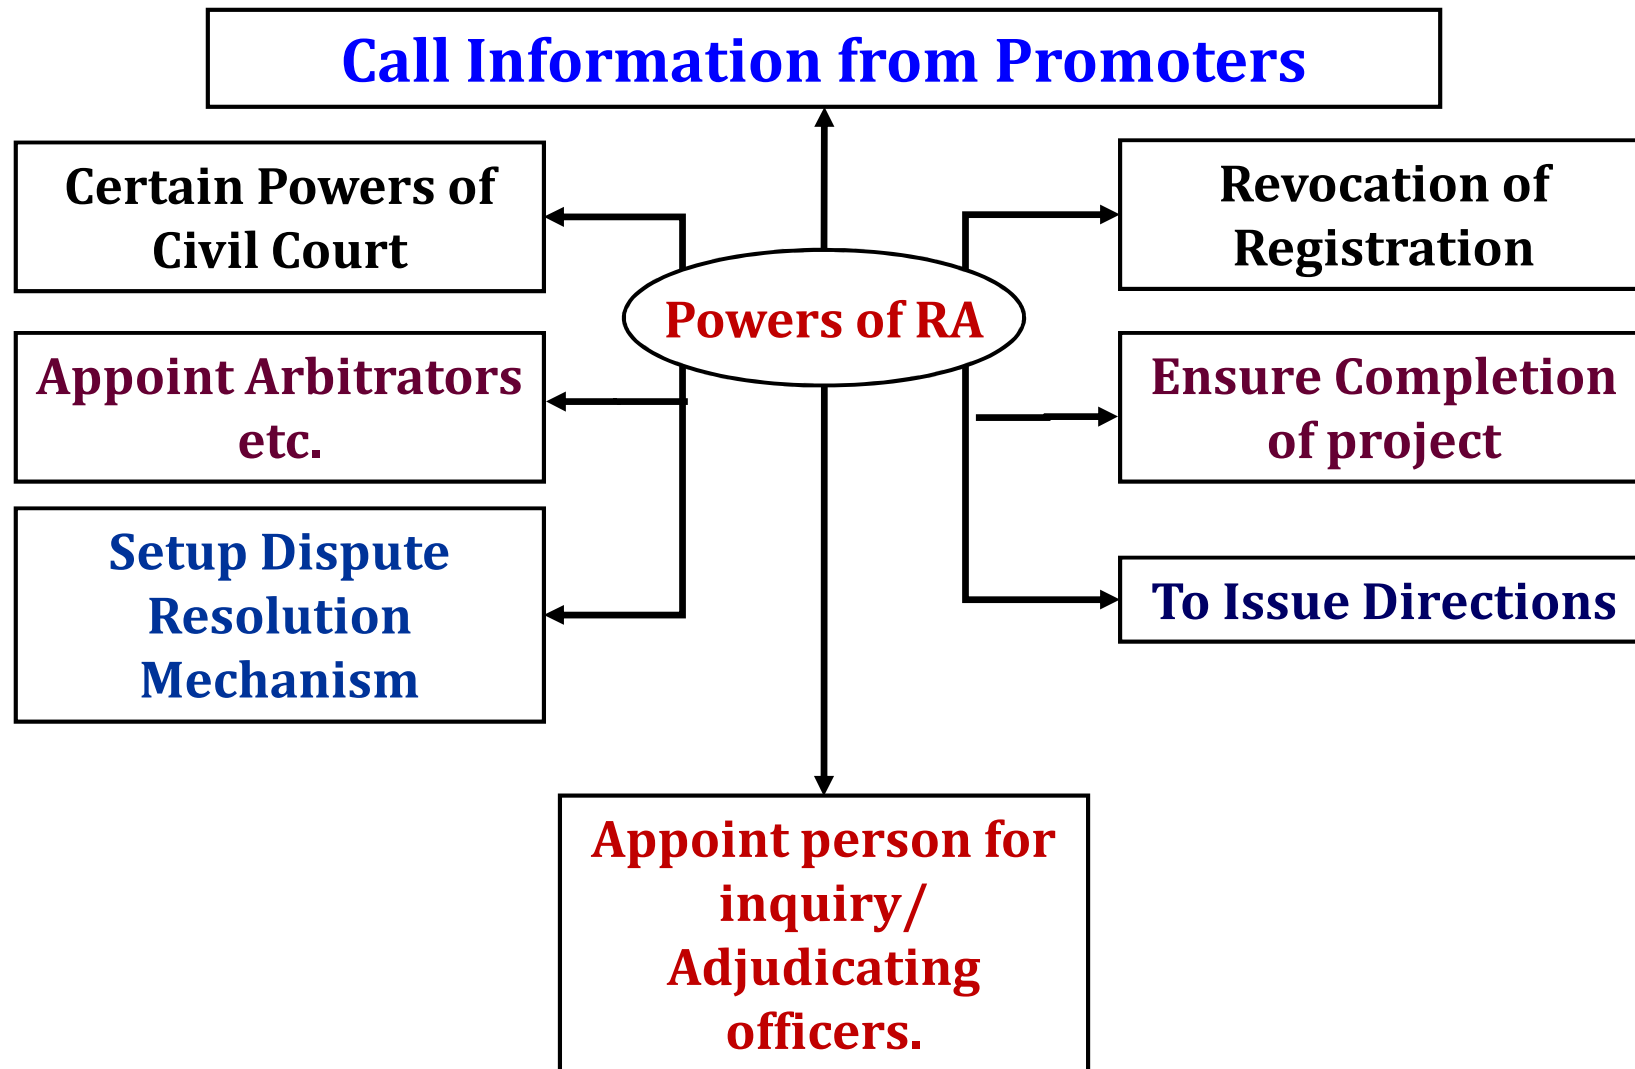 Call Information from Promoters
Certain Powers of
Civil Court
Revocation of
Registration
Powers of RA
Appoint Arbitrators
etc.
Ensure Completion
of project
Setup Dispute
Resolution
Mechanism
To Issue Directions
Appoint person for
inquiry/
Adjudicating
officers.